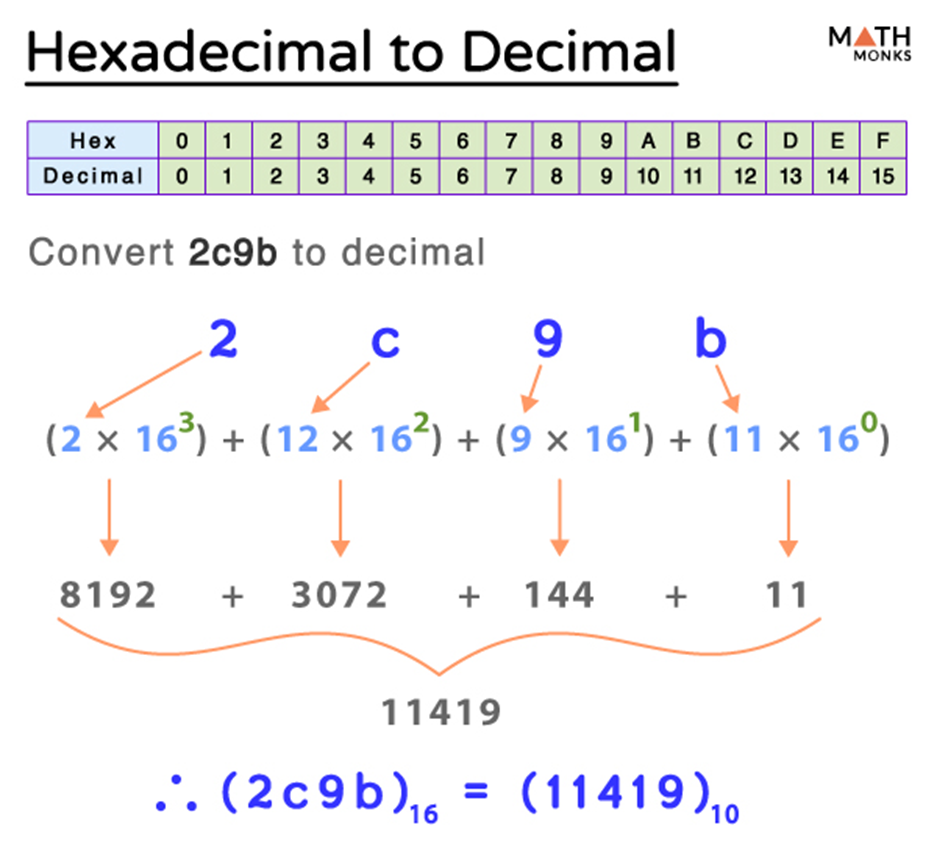 Hexadecimal to Decimal
MATH
MONKS
Hex 0 1 2 3 4 5 6 7 8 9 A B C D E F
Decimal 0 1 2 3 4 5 6 7 8 9 10 11 12 13 14 15
Convert 2c9b to decimal
2 c 9 b
(2 × 16³) + (12 × 16²) + (9 × 16¹) + (11 × 16⁰)
8192 + 3072 + 144 + 11
11419
∴ (2c9b)₁₆ = (11419)₁₀